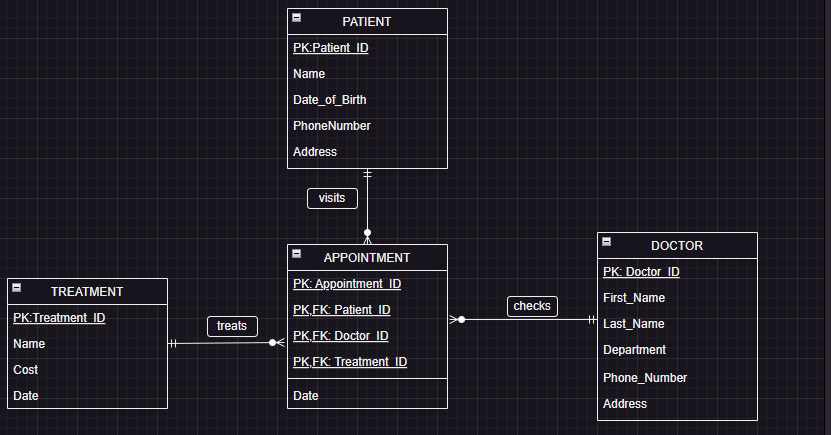 PATIENT
PK:Patient_ID
Name
Date_of_Birth
PhoneNumber
Address
visits
APPOINTMENT
PK: Appointment_ID
PK,FK: Patient_ID
PK,FK: Doctor_ID
PK,FK: Treatment_ID
Date
TREATMENT
PK:Treatment_ID
Name
Cost
Date
treats
checks
DOCTOR
PK: Doctor_ID
First_Name
Last_Name
Department
Phone_Number
Address